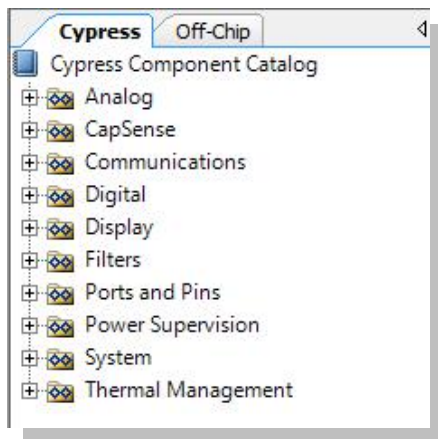 Cypress Off-Chip
Cypress Component Catalog
Analog
CapSense
Communications
Digital
Display
Filters
Ports and Pins
Power Supervision
System
Thermal Management